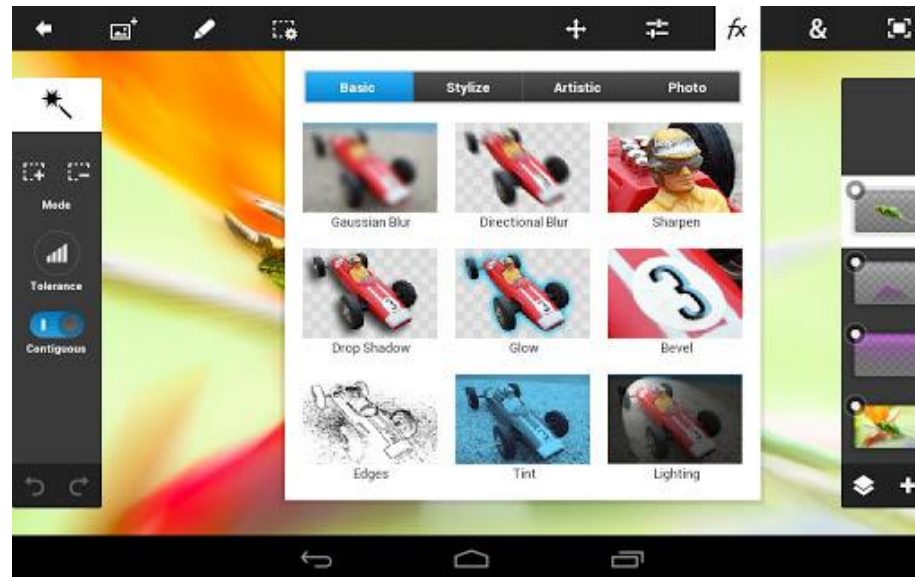 fx
&
Basic Stylize Artistic Photo
Mode
Tolerance
Contiguous
Gaussian Blur Directional Blur Sharpen
3
Drop Shadow Glow Bevel
Edges Tint Lighting